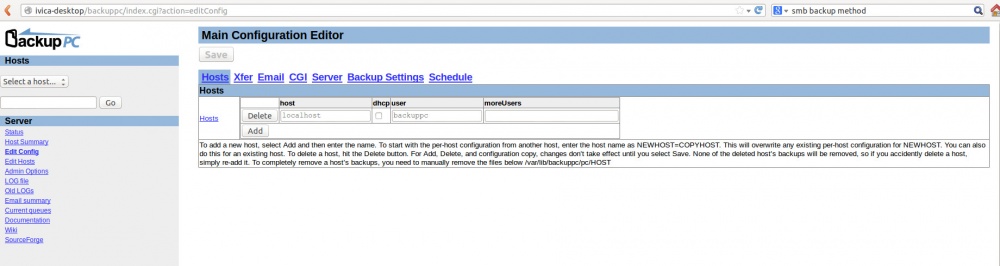 ivica-desktop/backuppc/index.cgi?action=editConfig
smb backup method
BackupPC
Hosts
Select a host...
Go
Server
Status
Host Summary
Edit Config
Edit Hosts
Admin Options
LOG file
Old LOGs
Email summary
Current queues
Documentation
Wiki
SourceForge
Main Configuration Editor
Save
Hosts Xfer Email CGI Server Backup Settings Schedule
Hosts
host dhcp user moreUsers
Hosts Delete localhost backuppc
Add
To add a new host, select Add and then enter the name. To start with the per-host configuration from another host, enter the host name as NEWHOST=COPYHOST. This will overwrite any existing per-host configuration for NEWHOST. You can also
do this for an existing host. To delete a host, hit the Delete button. For Add, Delete, and configuration copy, changes don't take effect until you select Save. None of the deleted host's backups will be removed, so if you accidently delete a host,
simply re-add it. To completely remove a host's backups, you need to manually remove the files below /var/lib/backuppc/pc/HOST